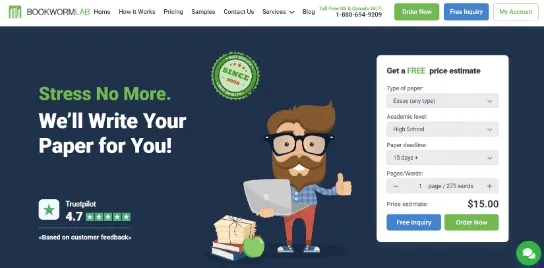 BOOKWORMLAB
Home How it Works Pricing Samples Contact Us Services Blog
Toll Free US & Canada 24/7:
1-888-694-9209
Order Now Free Inquiry My Account
Stress No More.
We'll Write Your
Paper for You!
SINCE
Trustpilot
4.7
«Based on customer feedback»
Get a FREE price estimate
Type of paper:
Essay (any type)
Academic level:
High School
Paper deadline:
15 days +
Pages/Words:
− 1 page / 275 words +
Price estimate: $15.00
Free Inquiry Order Now